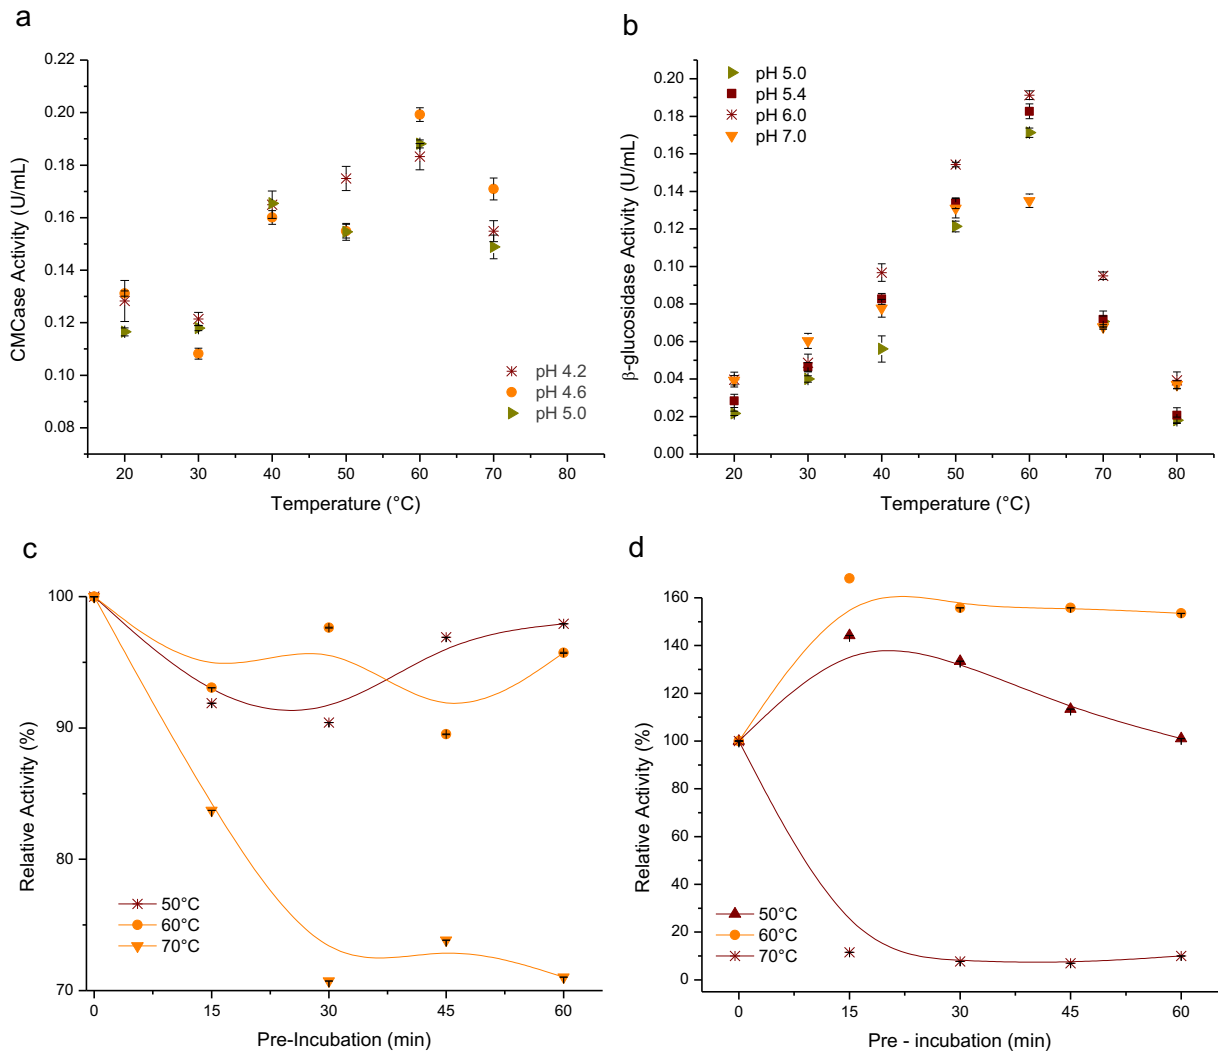 a
CMCase Activity (U/mL)
0.22
0.20
0.18
0.16
0.14
0.12
0.10
0.08
pH 4.2
pH 4.6
pH 5.0
20 30 40 50 60 70 80
Temperature (°C)
b
β-glucosidase Activity (U/mL)
0.20
0.18
0.16
0.14
0.12
0.10
0.08
0.06
0.04
0.02
0.00
pH 5.0
pH 5.4
pH 6.0
pH 7.0
20 30 40 50 60 70 80
Temperature (°C)
c
Relative Activity (%)
100
90
80
70
50°C
60°C
70°C
0 15 30 45 60
Pre-Incubation (min)
d
Relative Activity (%)
160
140
120
100
80
60
40
20
0
50°C
60°C
70°C
0 15 30 45 60
Pre - incubation (min)